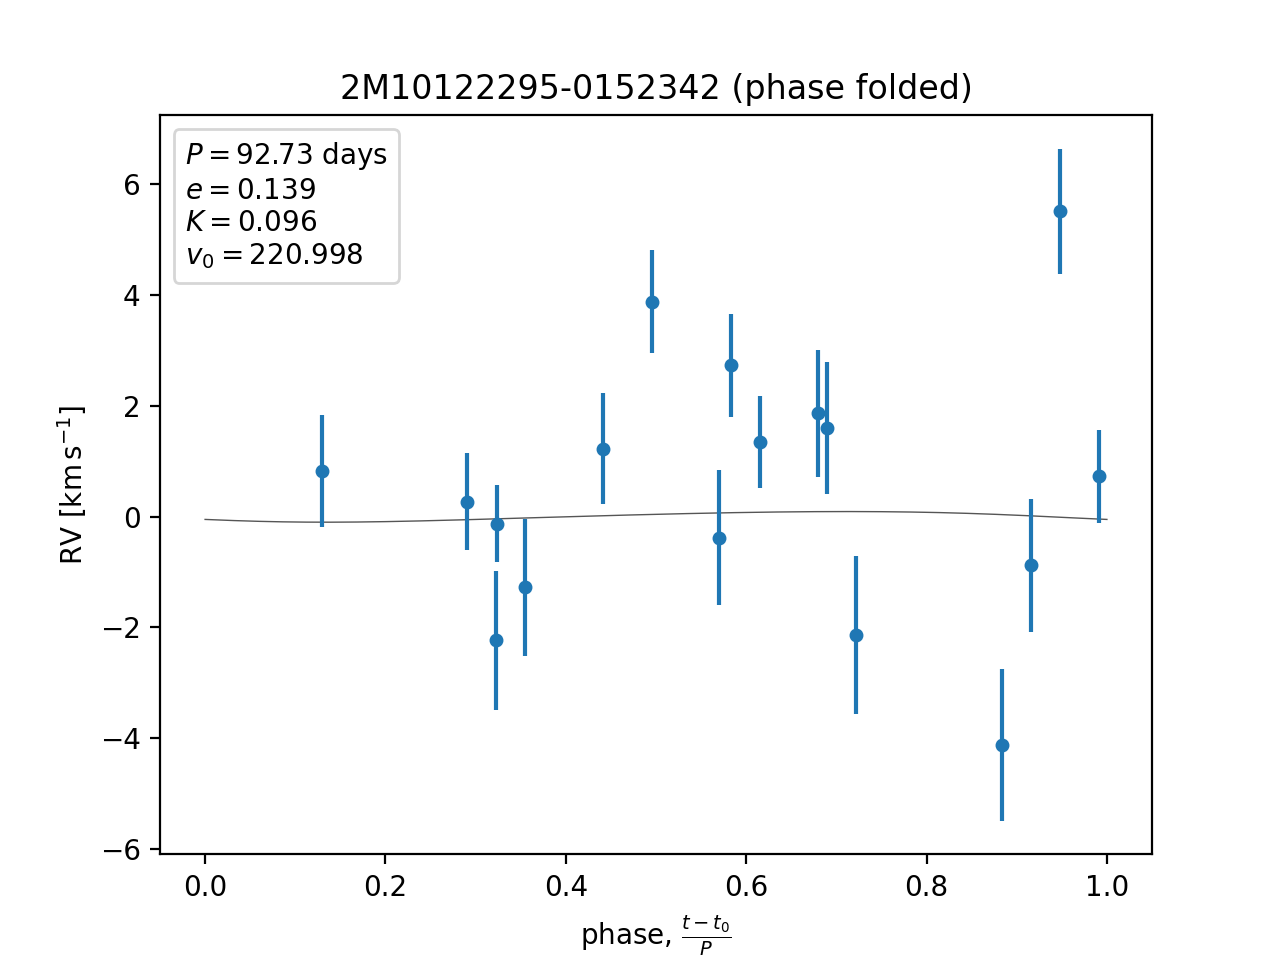 2M10122295-0152342 (phase folded)
P = 92.73 days
e = 0.139
K = 0.096
v₀ = 220.998
RV [km s⁻¹]
6
4
2
0
−2
−4
−6
0.0 0.2 0.4 0.6 0.8 1.0
phase, (t − t₀)/P